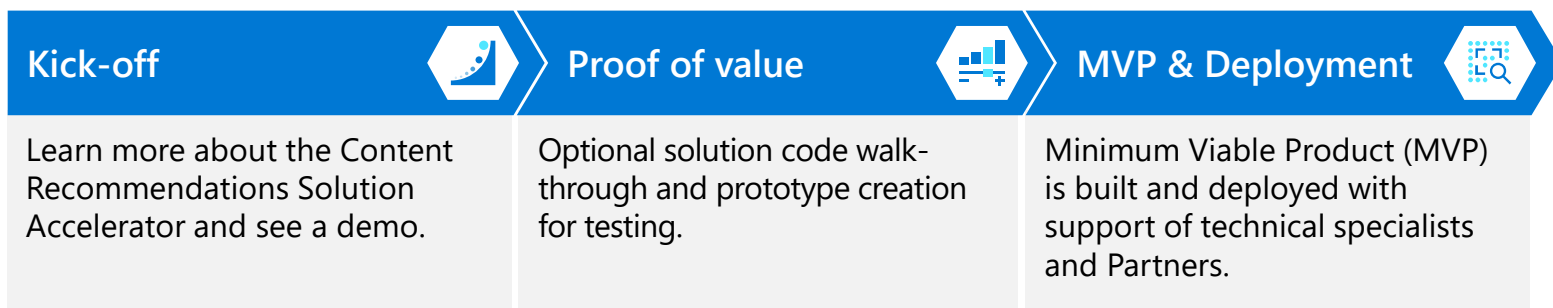 Kick-off
Learn more about the Content
Recommendations Solution
Accelerator and see a demo.
Proof of value
Optional solution code walk-
through and prototype creation
for testing.
MVP & Deployment
Minimum Viable Product (MVP)
is built and deployed with
support of technical specialists
and Partners.